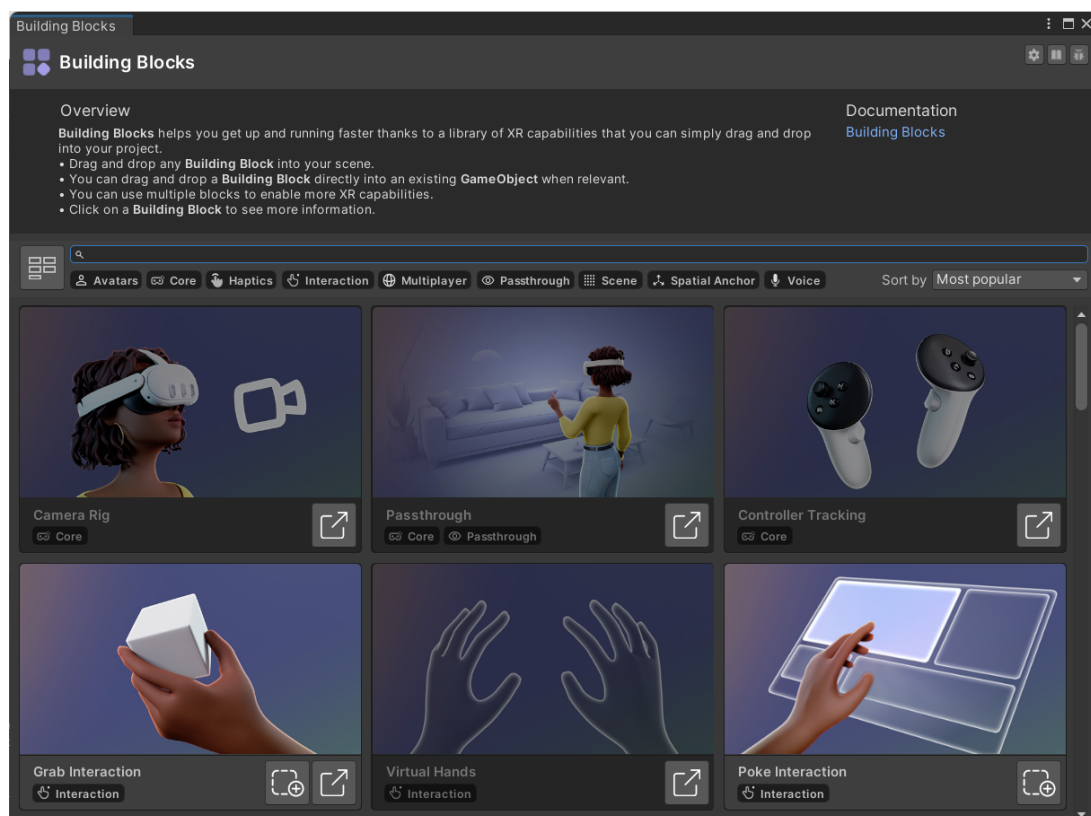 Building Blocks
Building Blocks
Overview
Building Blocks helps you get up and running faster thanks to a library of XR capabilities that you can simply drag and drop
into your project.
• Drag and drop any Building Block into your scene.
• You can drag and drop a Building Block directly into an existing GameObject when relevant.
• You can use multiple blocks to enable more XR capabilities.
• Click on a Building Block to see more information.
Documentation
Building Blocks
Avatars Core Haptics Interaction Multiplayer Passthrough Scene Spatial Anchor Voice Sort by Most popular
Camera Rig
Core
Passthrough
Core Passthrough
Controller Tracking
Core
Grab Interaction
Interaction
Virtual Hands
Interaction
Poke Interaction
Interaction